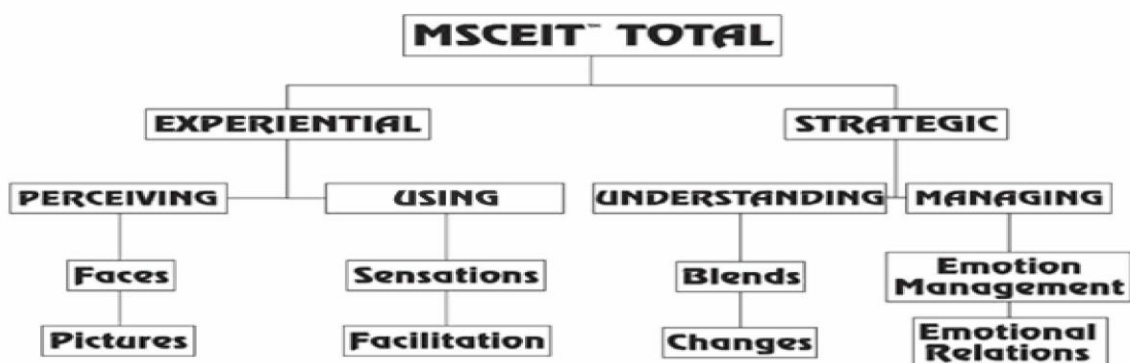 MSCEIT™ TOTAL
EXPERIENTIAL
STRATEGIC
PERCEIVING
USING
UNDERSTANDING
MANAGING
Faces
Sensations
Blends
Emotion
Management
Pictures
Facilitation
Changes
Emotional
Relations